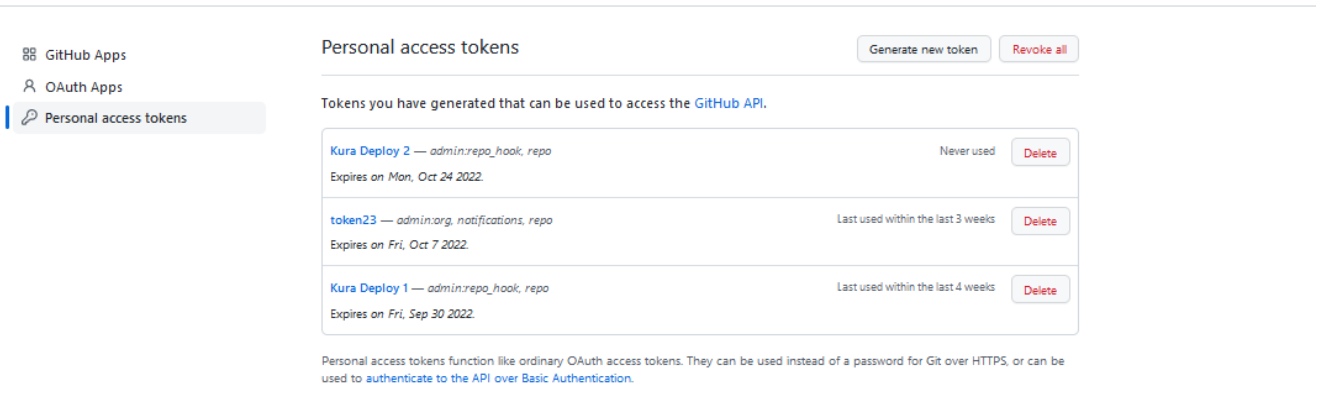 GitHub Apps
OAuth Apps
Personal access tokens
Personal access tokens
Generate new token
Revoke all
Tokens you have generated that can be used to access the GitHub API.
Kura Deploy 2 — admin:repo_hook, repo
Never used
Delete
Expires on Mon, Oct 24 2022.
token23 — admin:org, notifications, repo
Last used within the last 3 weeks
Delete
Expires on Fri, Oct 7 2022.
Kura Deploy 1 — admin:repo_hook, repo
Last used within the last 4 weeks
Delete
Expires on Fri, Sep 30 2022.
Personal access tokens function like ordinary OAuth access tokens. They can be used instead of a password for Git over HTTPS, or can be
used to authenticate to the API over Basic Authentication.